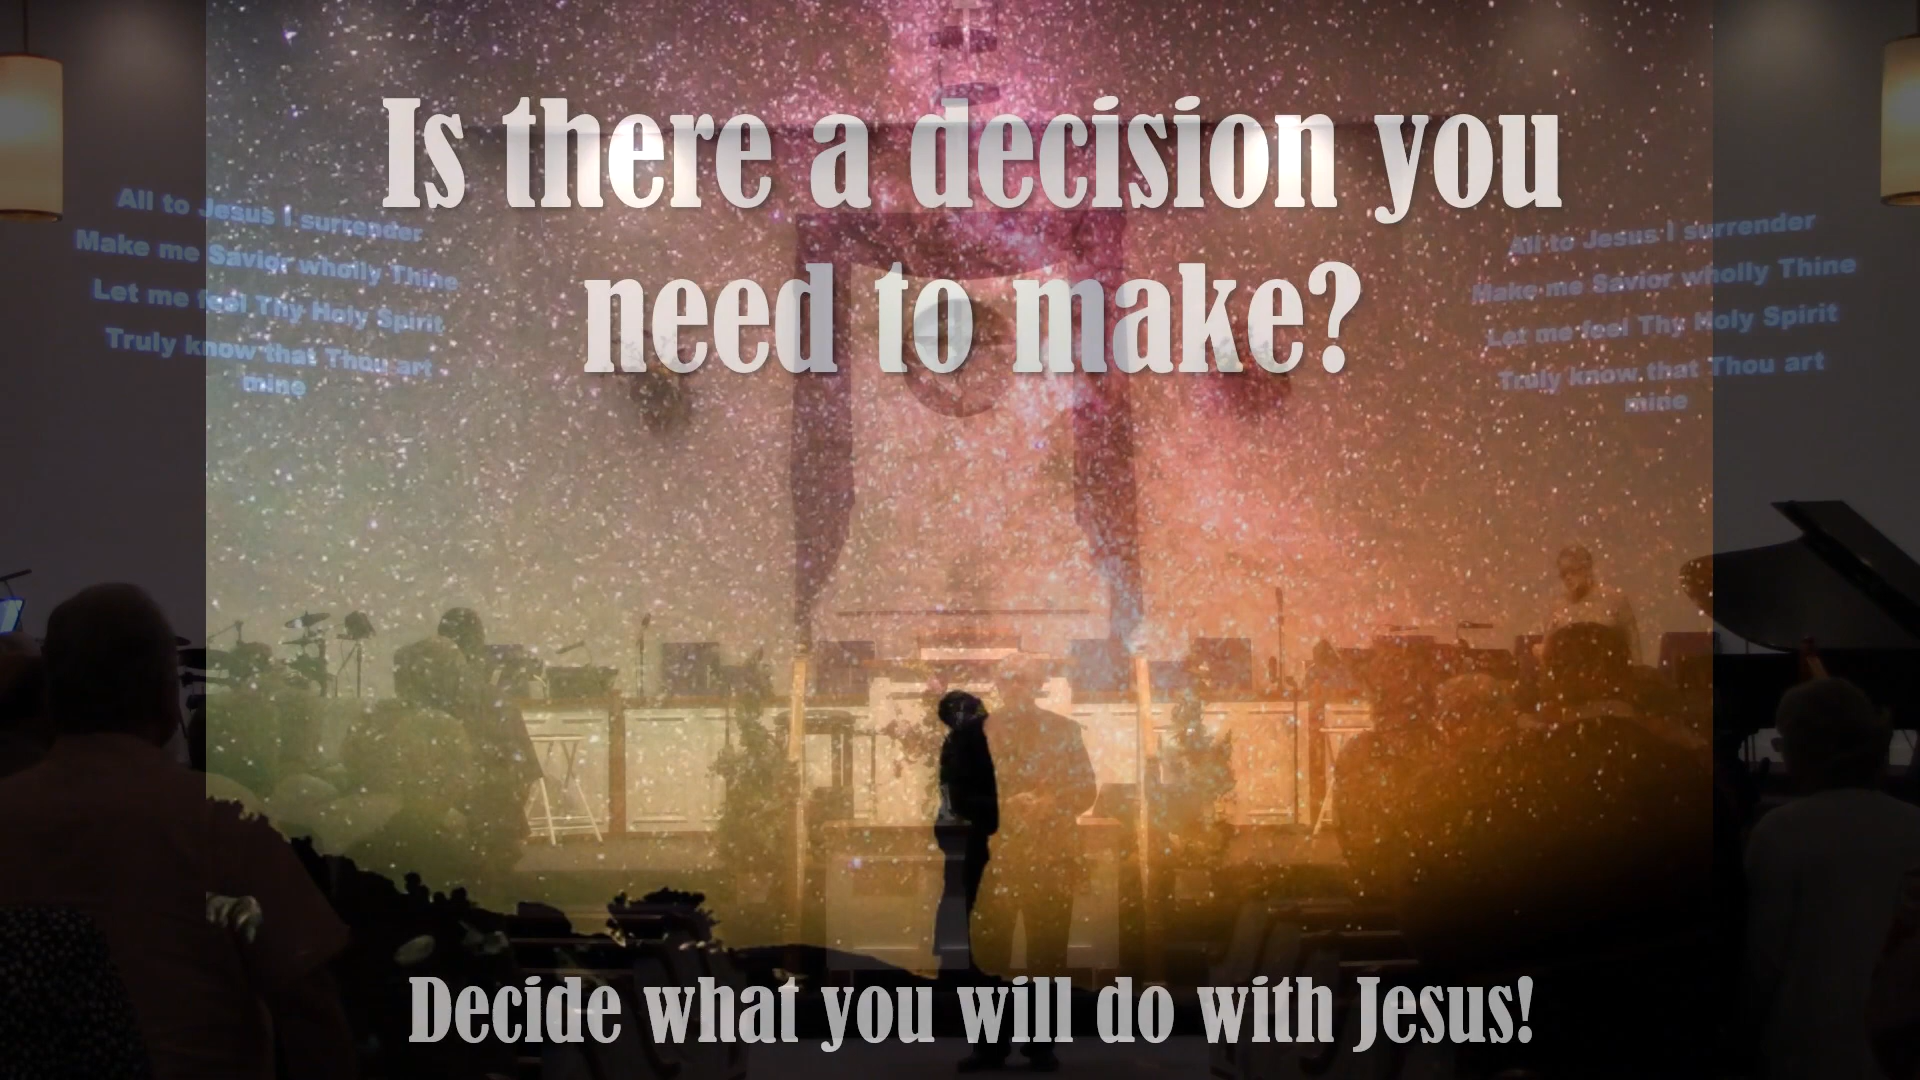 Is there a decision you
need to make?
All to Jesus I surrender
Make me Savior wholly Thine
Let me feel Thy Holy Spirit
Truly know that Thou art
mine
All to Jesus I surrender
Make me Savior wholly Thine
Let me feel Thy Holy Spirit
Truly know that Thou art
mine
Decide what you will do with Jesus!